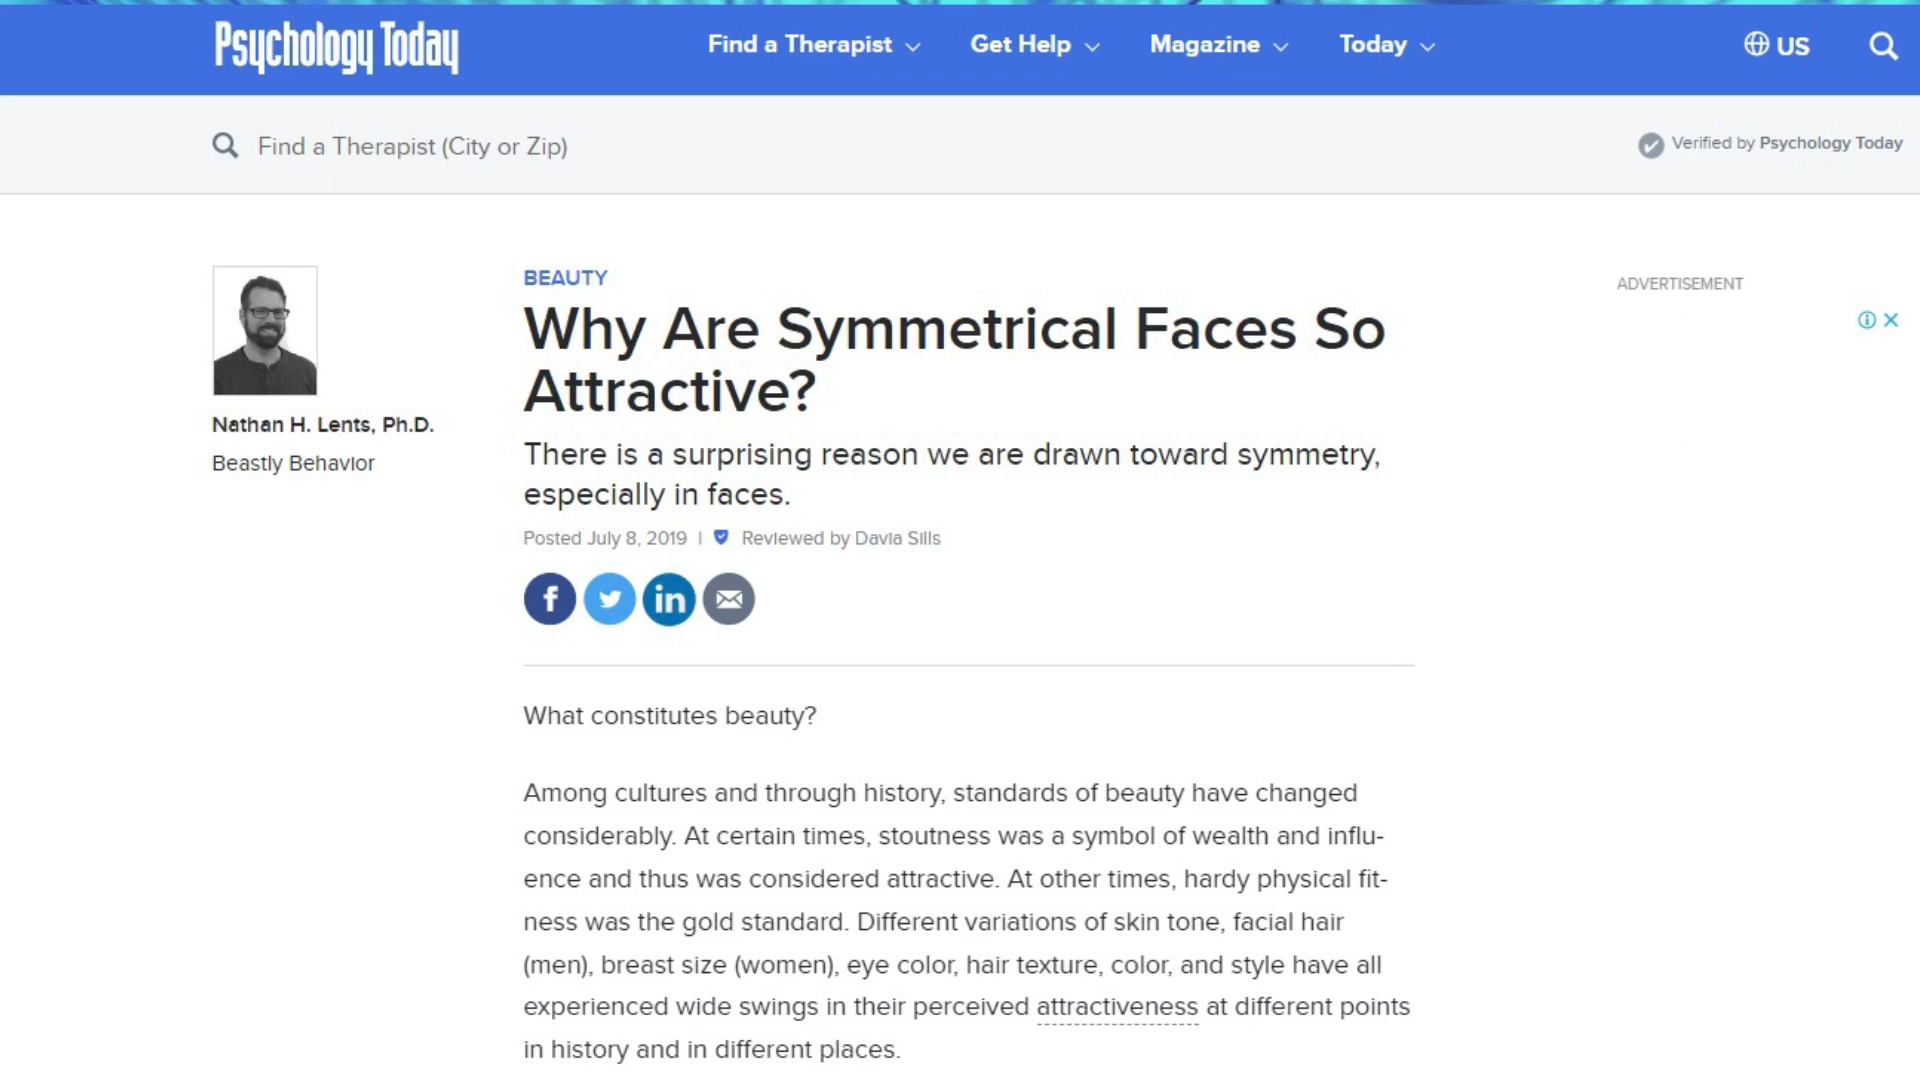 Psychology Today
Find a Therapist
Get Help
Magazine
Today
US
Find a Therapist (City or Zip)
Verified by Psychology Today
Nathan H. Lents, Ph.D.
Beastly Behavior
BEAUTY
Why Are Symmetrical Faces So
Attractive?
There is a surprising reason we are drawn toward symmetry,
especially in faces.
Posted July 8, 2019 | Reviewed by Davia Sills
f
in
What constitutes beauty?
Among cultures and through history, standards of beauty have changed
considerably. At certain times, stoutness was a symbol of wealth and influ-
ence and thus was considered attractive. At other times, hardy physical fit-
ness was the gold standard. Different variations of skin tone, facial hair
(men), breast size (women), eye color, hair texture, color, and style have all
experienced wide swings in their perceived attractiveness at different points
in history and in different places.
ADVERTISEMENT